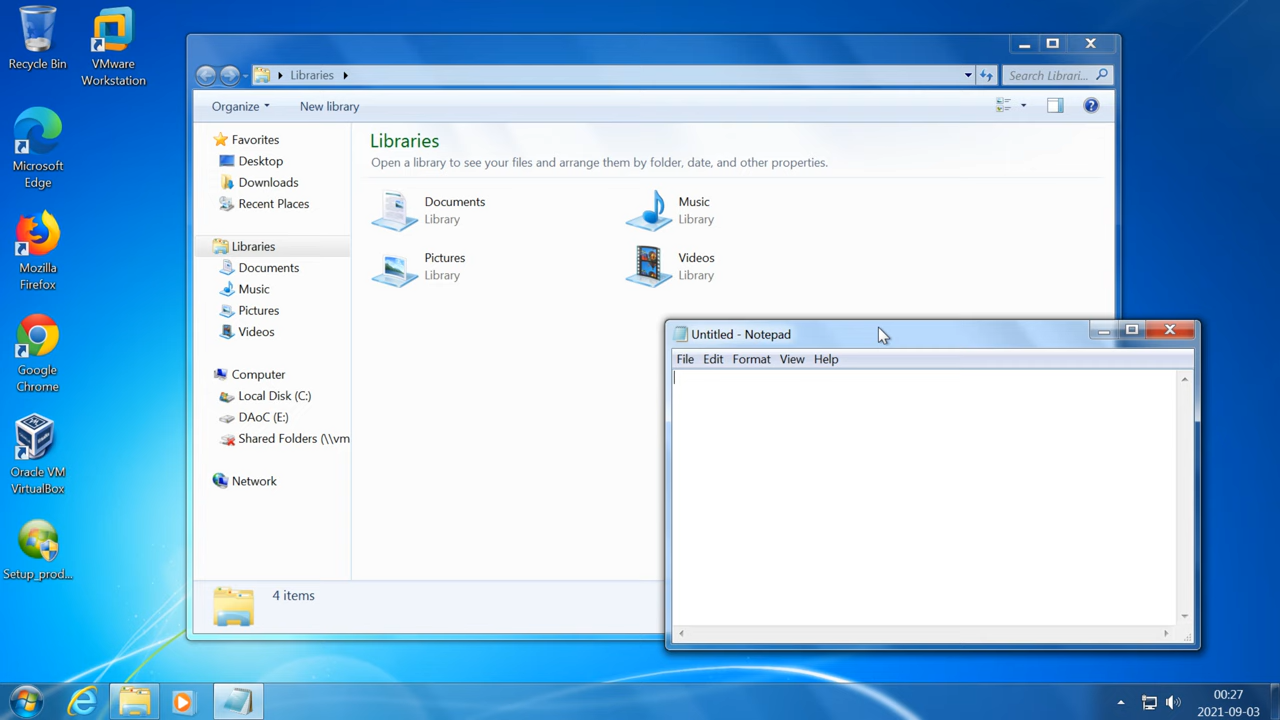 Recycle Bin
VMware
Workstation
Microsoft
Edge
Mozilla
Firefox
Google
Chrome
Oracle VM
VirtualBox
Setup_prod...
Libraries
Search Librari...
Organize
New library
Favorites
Desktop
Downloads
Recent Places
Libraries
Documents
Music
Pictures
Videos
Computer
Local Disk (C:)
DAoC (E:)
Shared Folders (\\vm
Network
Libraries
Open a library to see your files and arrange them by folder, date, and other properties.
Documents
Library
Music
Library
Pictures
Library
Videos
Library
4 items
Untitled - Notepad
File Edit Format View Help
00:27
2021-09-03